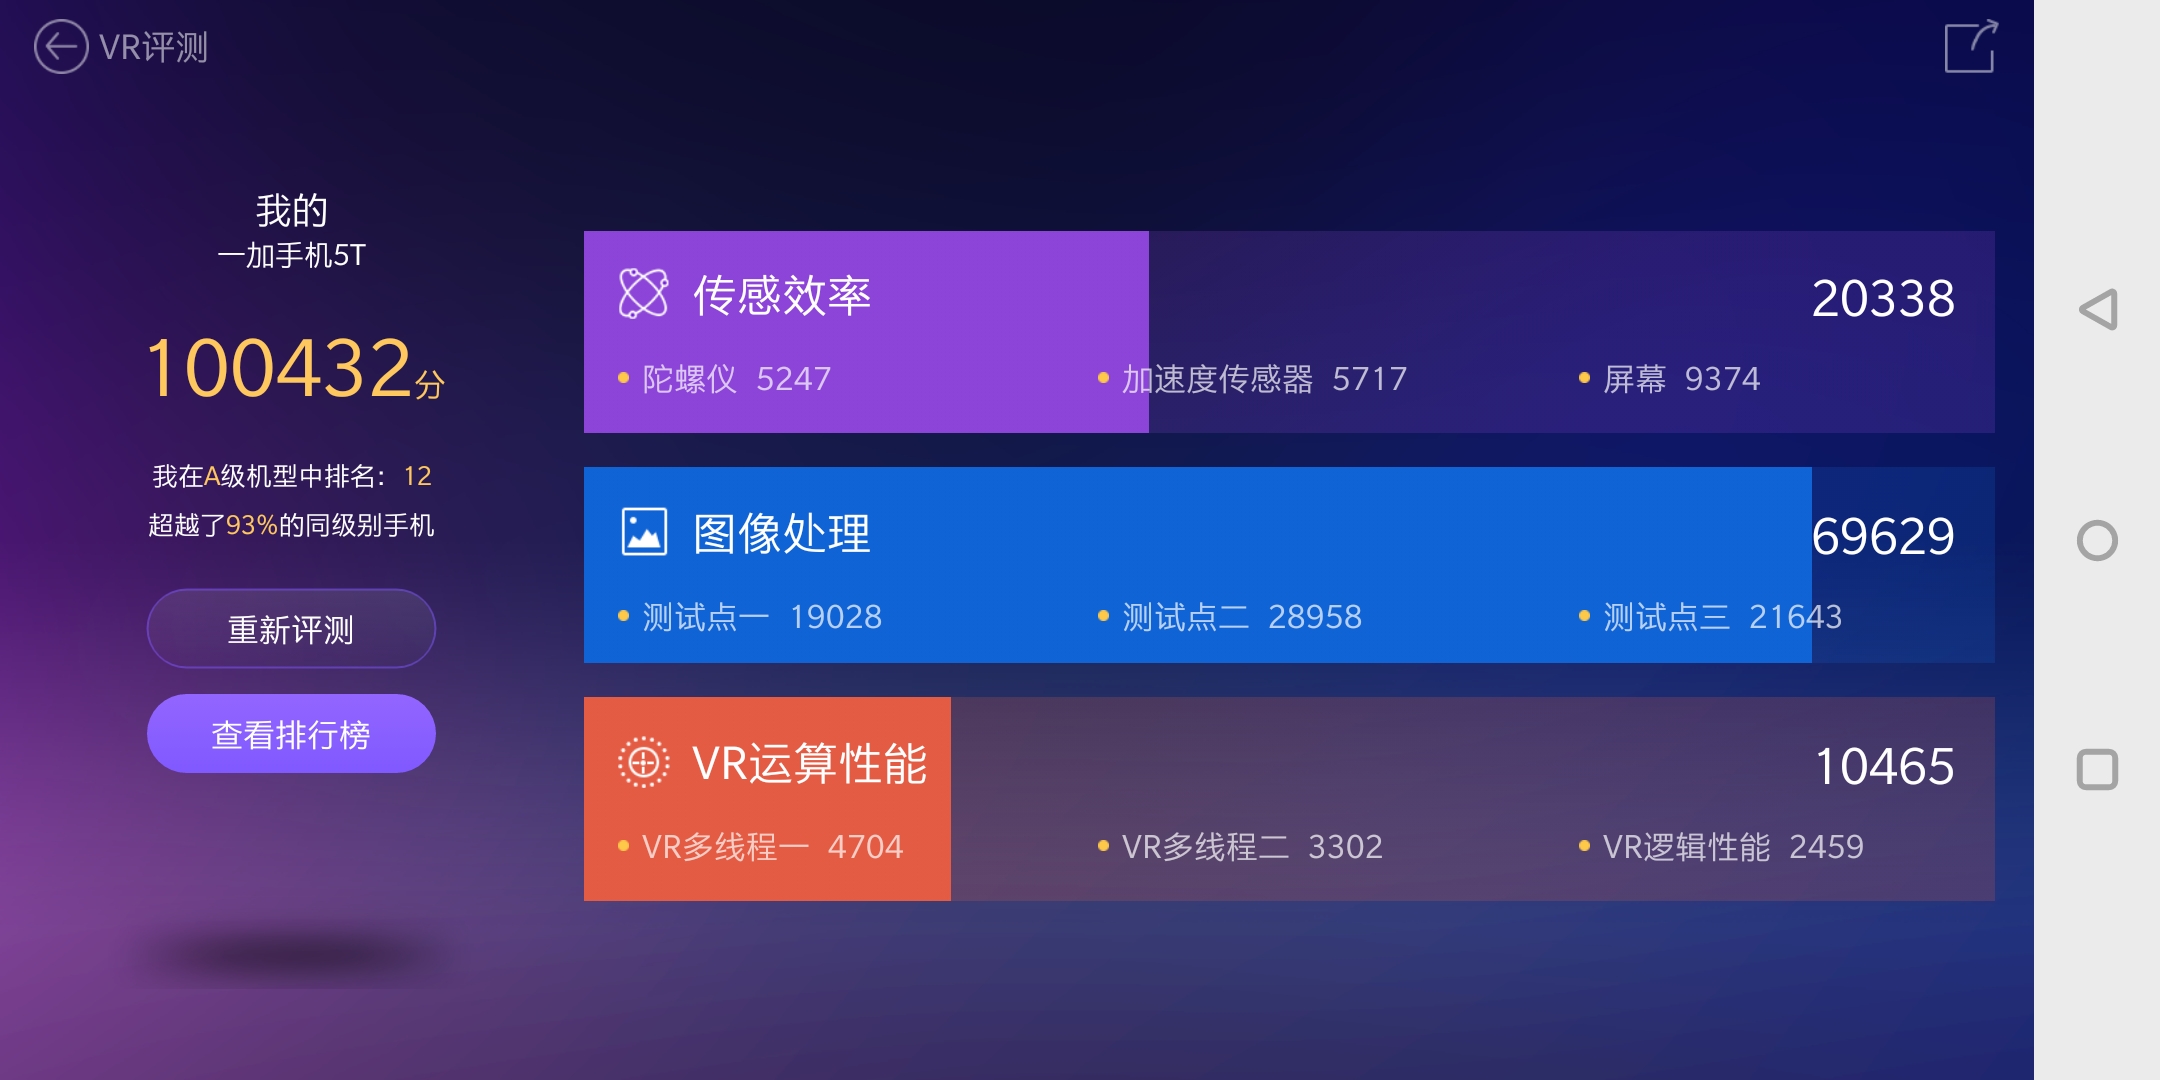 VR评测
我的
一加手机5T
100432分
我在A级机型中排名：12
超越了93%的同级别手机
重新评测
查看排行榜
传感效率 20338
陀螺仪 5247 加速度传感器 5717 屏幕 9374
图像处理 69629
测试点一 19028 测试点二 28958 测试点三 21643
VR运算性能 10465
VR多线程一 4704 VR多线程二 3302 VR逻辑性能 2459